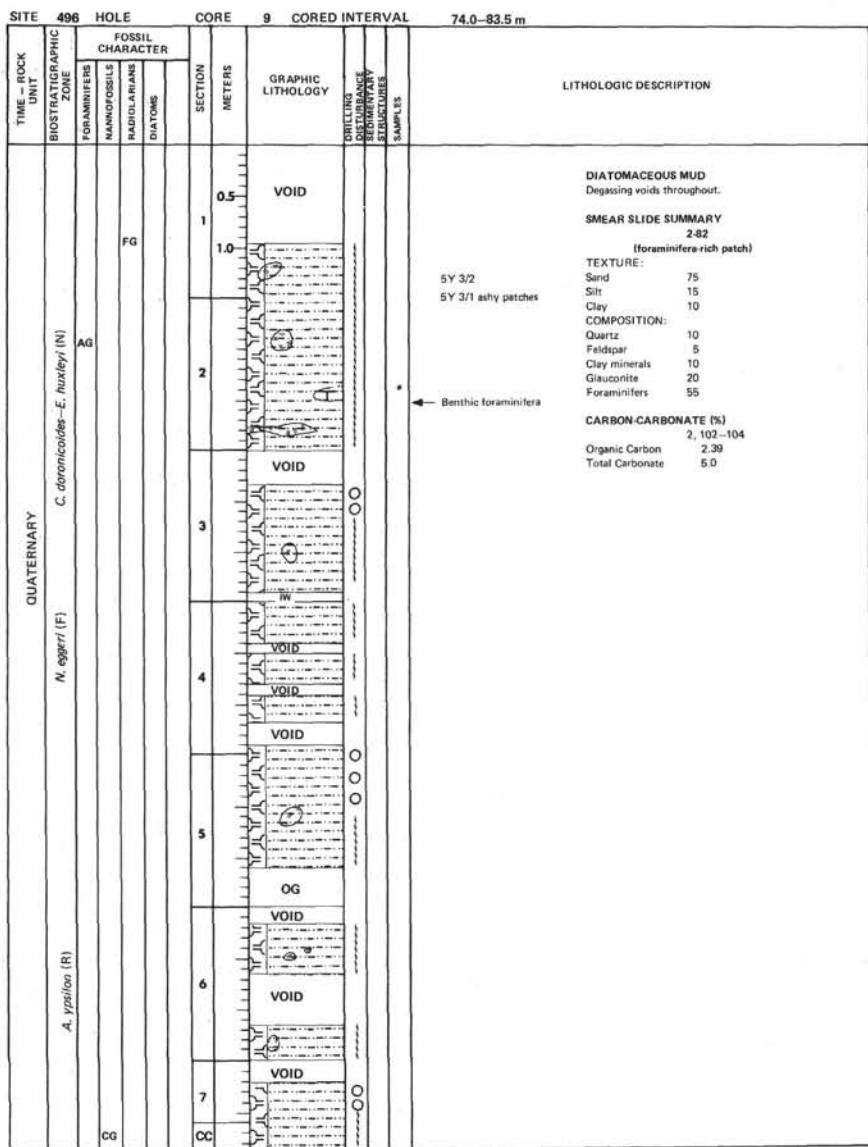 SITE 496 HOLE CORE 9 CORED INTERVAL 74.0–83.5 m
TIME – ROCK UNIT
BIOSTRATIGRAPHIC ZONE
FOSSIL CHARACTER
FORAMINIFERS
NANNOFOSSILS
RADIOLARIANS
DIATOMS
SECTION
METERS
GRAPHIC LITHOLOGY
DRILLING DISTURBANCE
SEDIMENTARY STRUCTURES
SAMPLES
LITHOLOGIC DESCRIPTION
QUATERNARY
C. doronicoides–E. huxleyi (N)
N. eggeri (F)
A. ypsilon (R)
AG
CG
FG
1
0.5
1.0
2
3
4
5
6
7
CC
VOID
VOID
IW
VOID
VOID
VOID
OG
VOID
VOID
VOID
5Y 3/2
5Y 3/1 ashy patches
Benthic foraminifera
DIATOMACEOUS MUD
Degassing voids throughout.
SMEAR SLIDE SUMMARY
2-82
(foraminifera-rich patch)
TEXTURE:
Sand 75
Silt 15
Clay 10
COMPOSITION:
Quartz 10
Feldspar 5
Clay minerals 10
Glauconite 20
Foraminifers 55
CARBON-CARBONATE (%)
2, 102–104
Organic Carbon 2.39
Total Carbonate 5.0